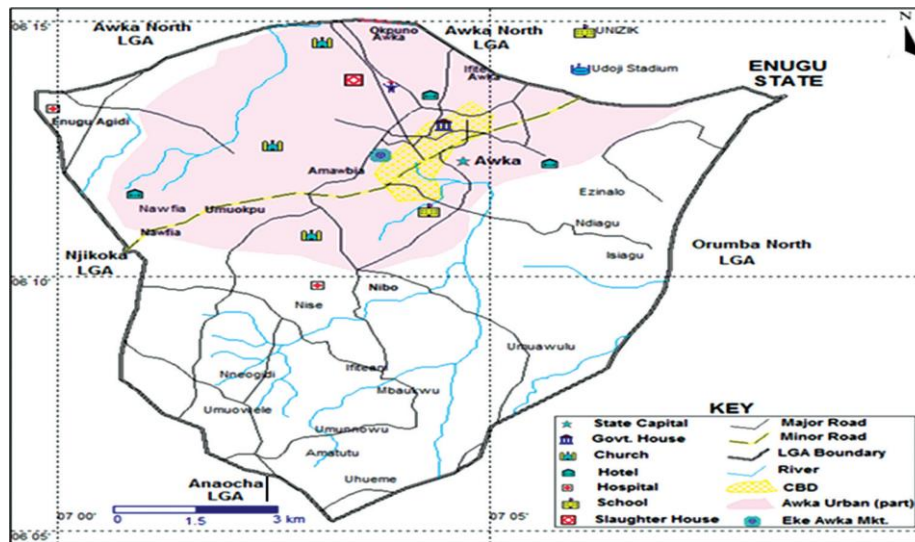 06 15
Awka North
LGA
Okpuno
Awka
Awka North
LGA
UNIZIK
Z
Ifite
Awka
Udoji Stadium
ENUGU
STATE
Enugu Agidi
Amawbia
Awka
Ezinalo
Nawfia
Umuokpu
Ndiagu
Nawfia
Isiagu
Njikoka
LGA
Orumba North
LGA
06 10
Nibo
Nise
Umuawulu
Ifiteagi
Nneogidi
Mbaukwu
Umunnowu
Amatutu
Uhueme
Anaocha
LGA
07 00
07 05
0
1.5
3 km
06 05
KEY
State Capital
Govt. House
Church
Hotel
Hospital
School
Slaughter House
Major Road
Minor Road
LGA Boundary
River
CBD
Awka Urban (part)
Eke Awka Mkt.